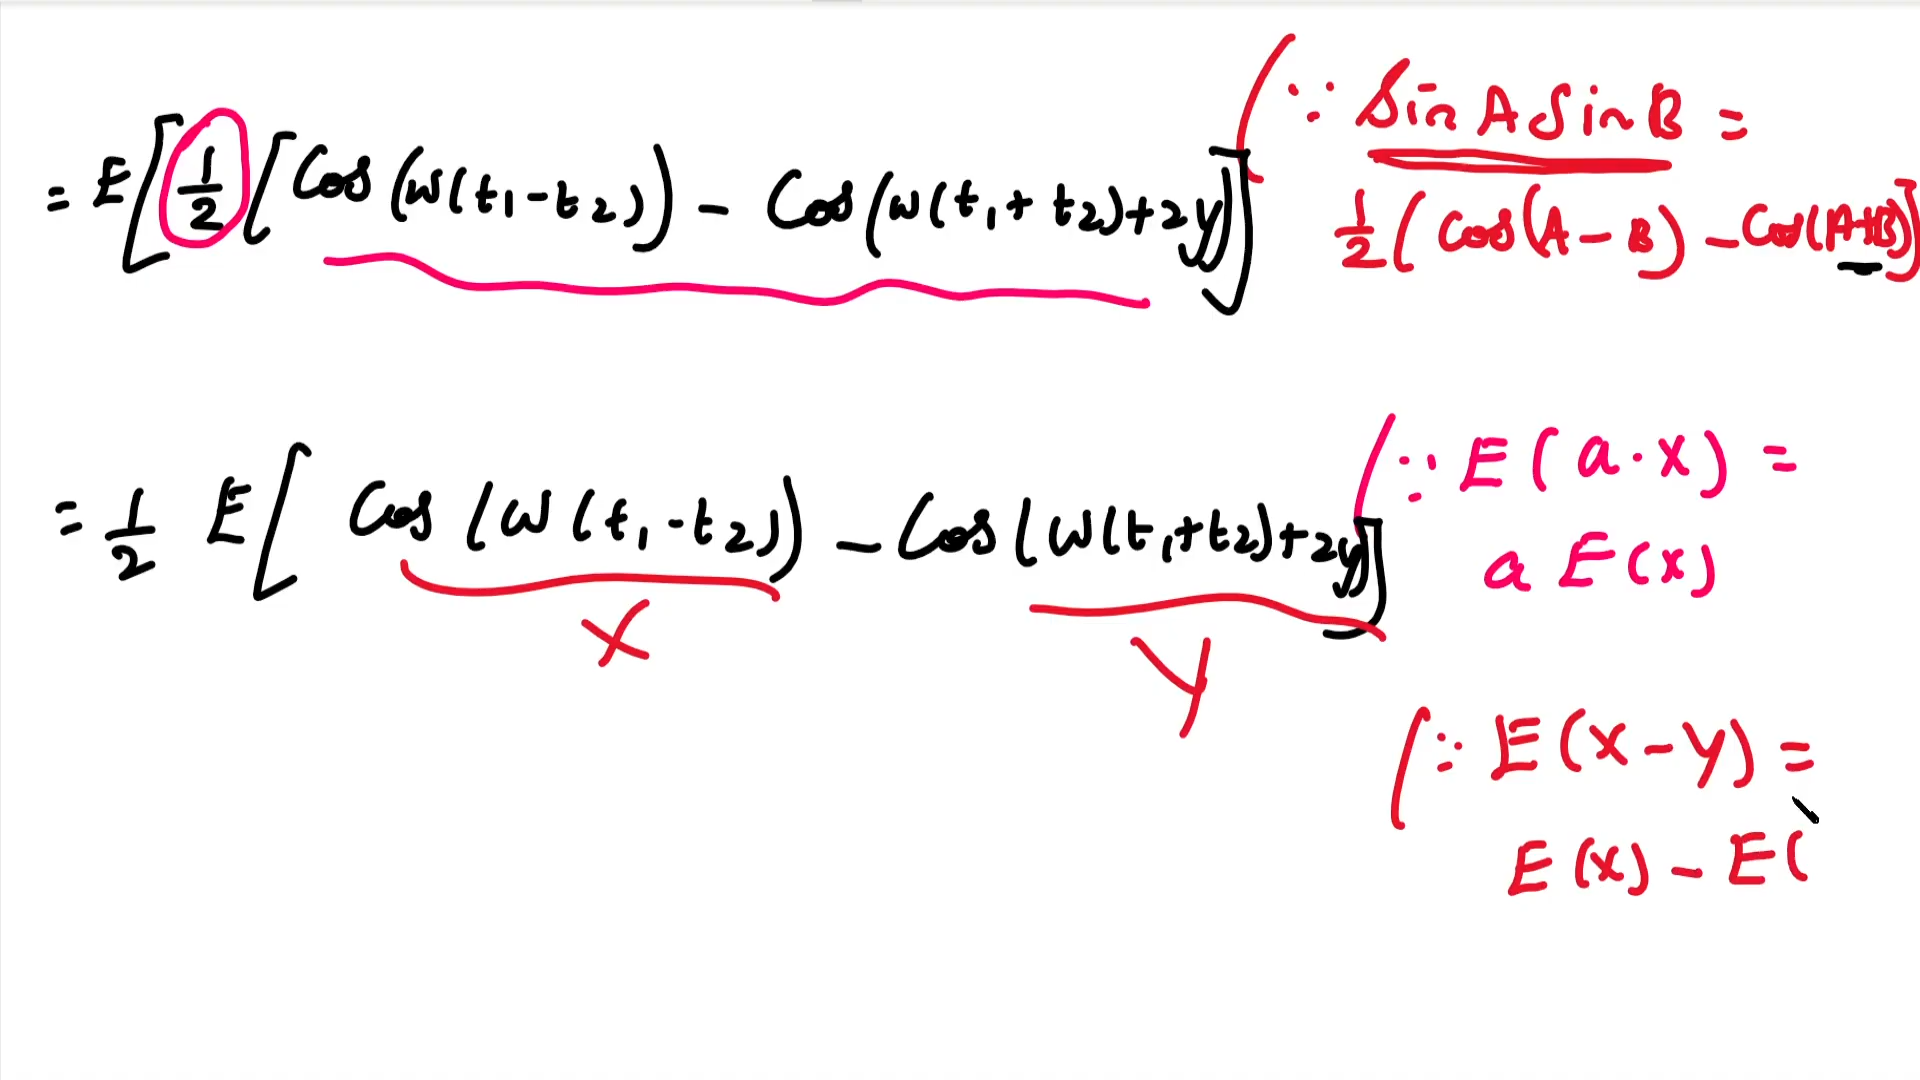 = E[1/2 [Cos(w(t1-t2)) - Cos(w(t1+t2)+2y)]]
(∵ Sin A Sin B =
1/2 (Cos(A-B) - Cos(A+B)]
= 1/2 E[Cos(w(t1-t2)) - Cos(w(t1+t2)+2y)]
(∵ E(a·x) =
a E(x)
X
Y
(∵ E(x-y) =
E(x) - E(